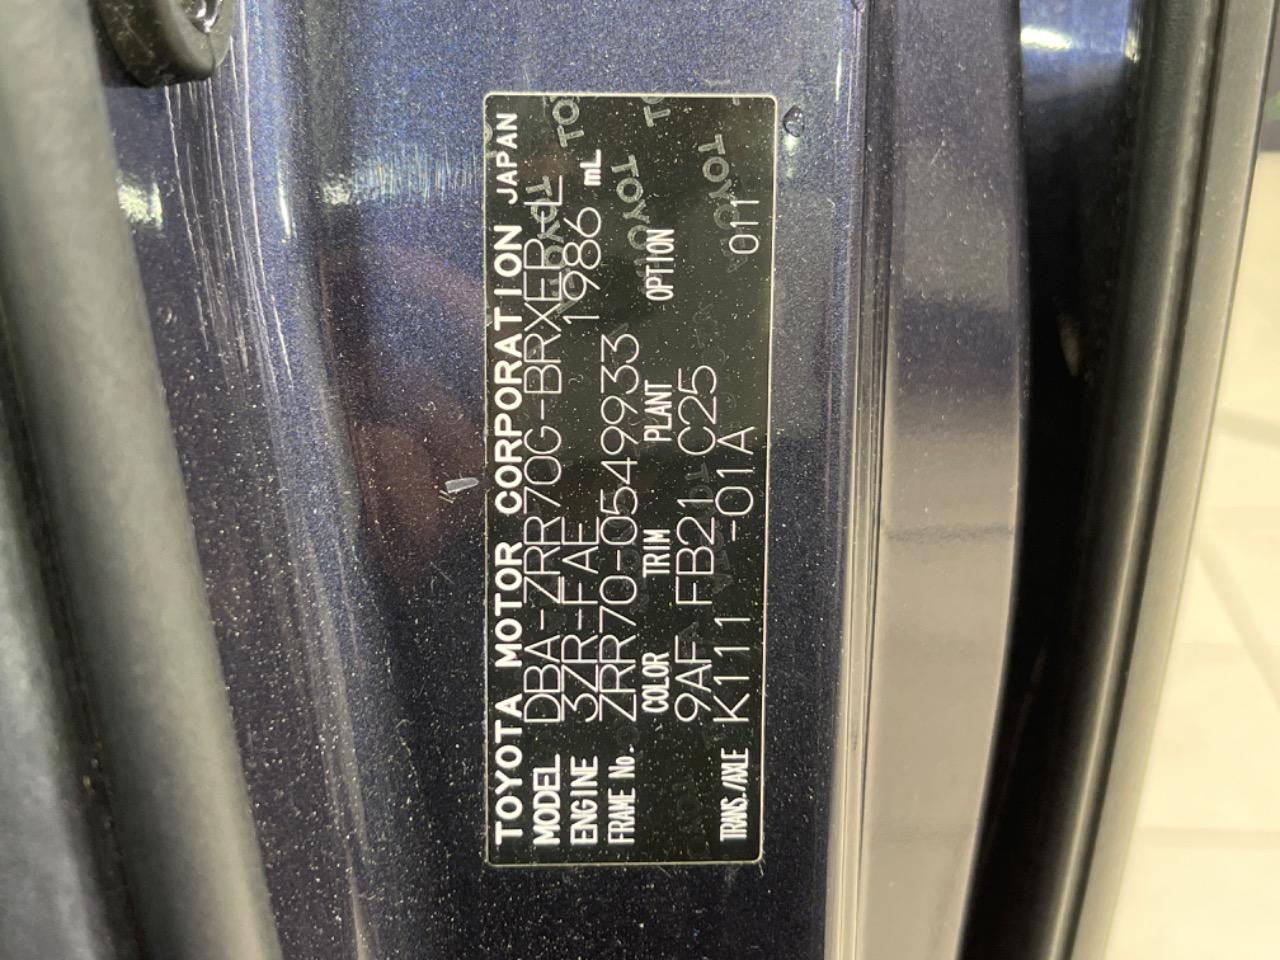 TOYOTA MOTOR CORPORATION JAPAN
MODEL DBA-ZRR70G-BRXEP-L
ENGINE 3ZR-FAE 1986 mL
FRAME No. ZRR70-0549933
COLOR TRIM PLANT OPTION
9AF FB21 C25
TRANS./AXLE K111 -01A 011